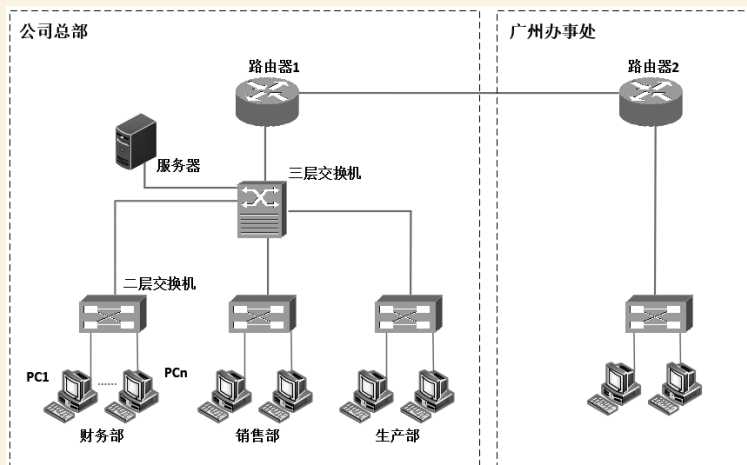 公司总部
广州办事处
路由器1
路由器2
服务器
三层交换机
二层交换机
PC1
......
PCn
财务部
销售部
生产部